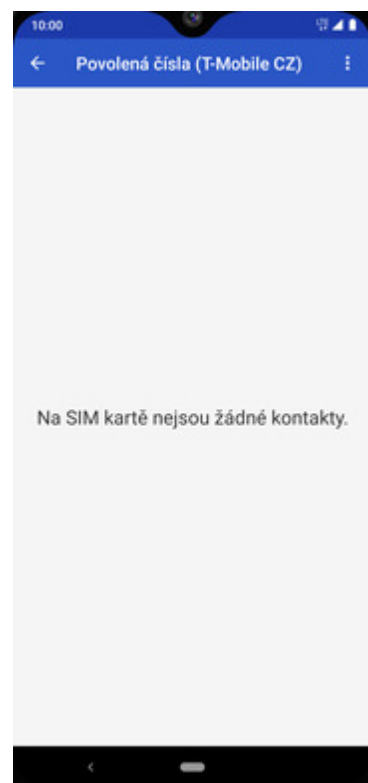 10:00
Povolená čísla (T-Mobile CZ)
Na SIM kartě nejsou žádné kontakty.